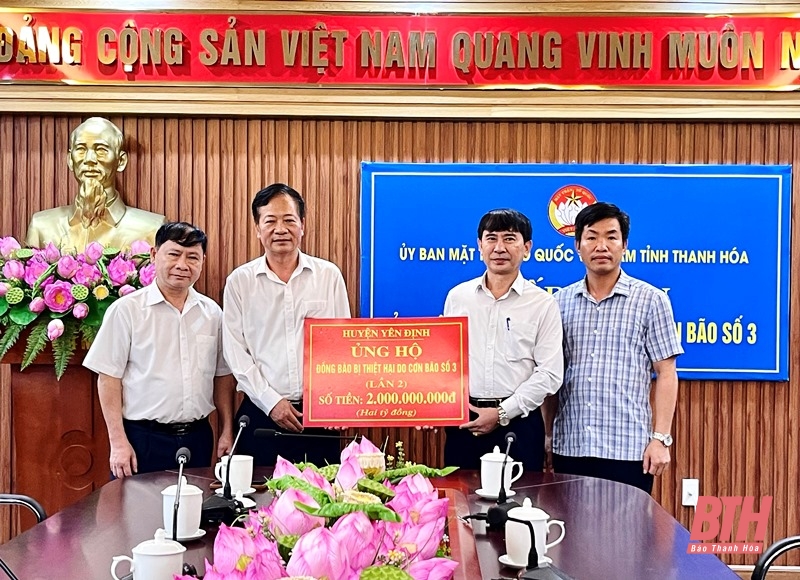 ĐẢNG CỘNG SẢN VIỆT NAM QUANG VINH MUÔN N
ỦY BAN MẶT QUỐC TỈNH THANH HÓA
BÃO SỐ 3
HUYỆN YÊN ĐỊNH
ỦNG HỘ
ĐỒNG BÀO BỊ THIỆT HẠI DO CƠN BÃO SỐ 3
(LẦN 2)
SỐ TIỀN: 2.000.000.000đ
(Hai tỷ đồng)
BTH
Báo Thanh Hóa